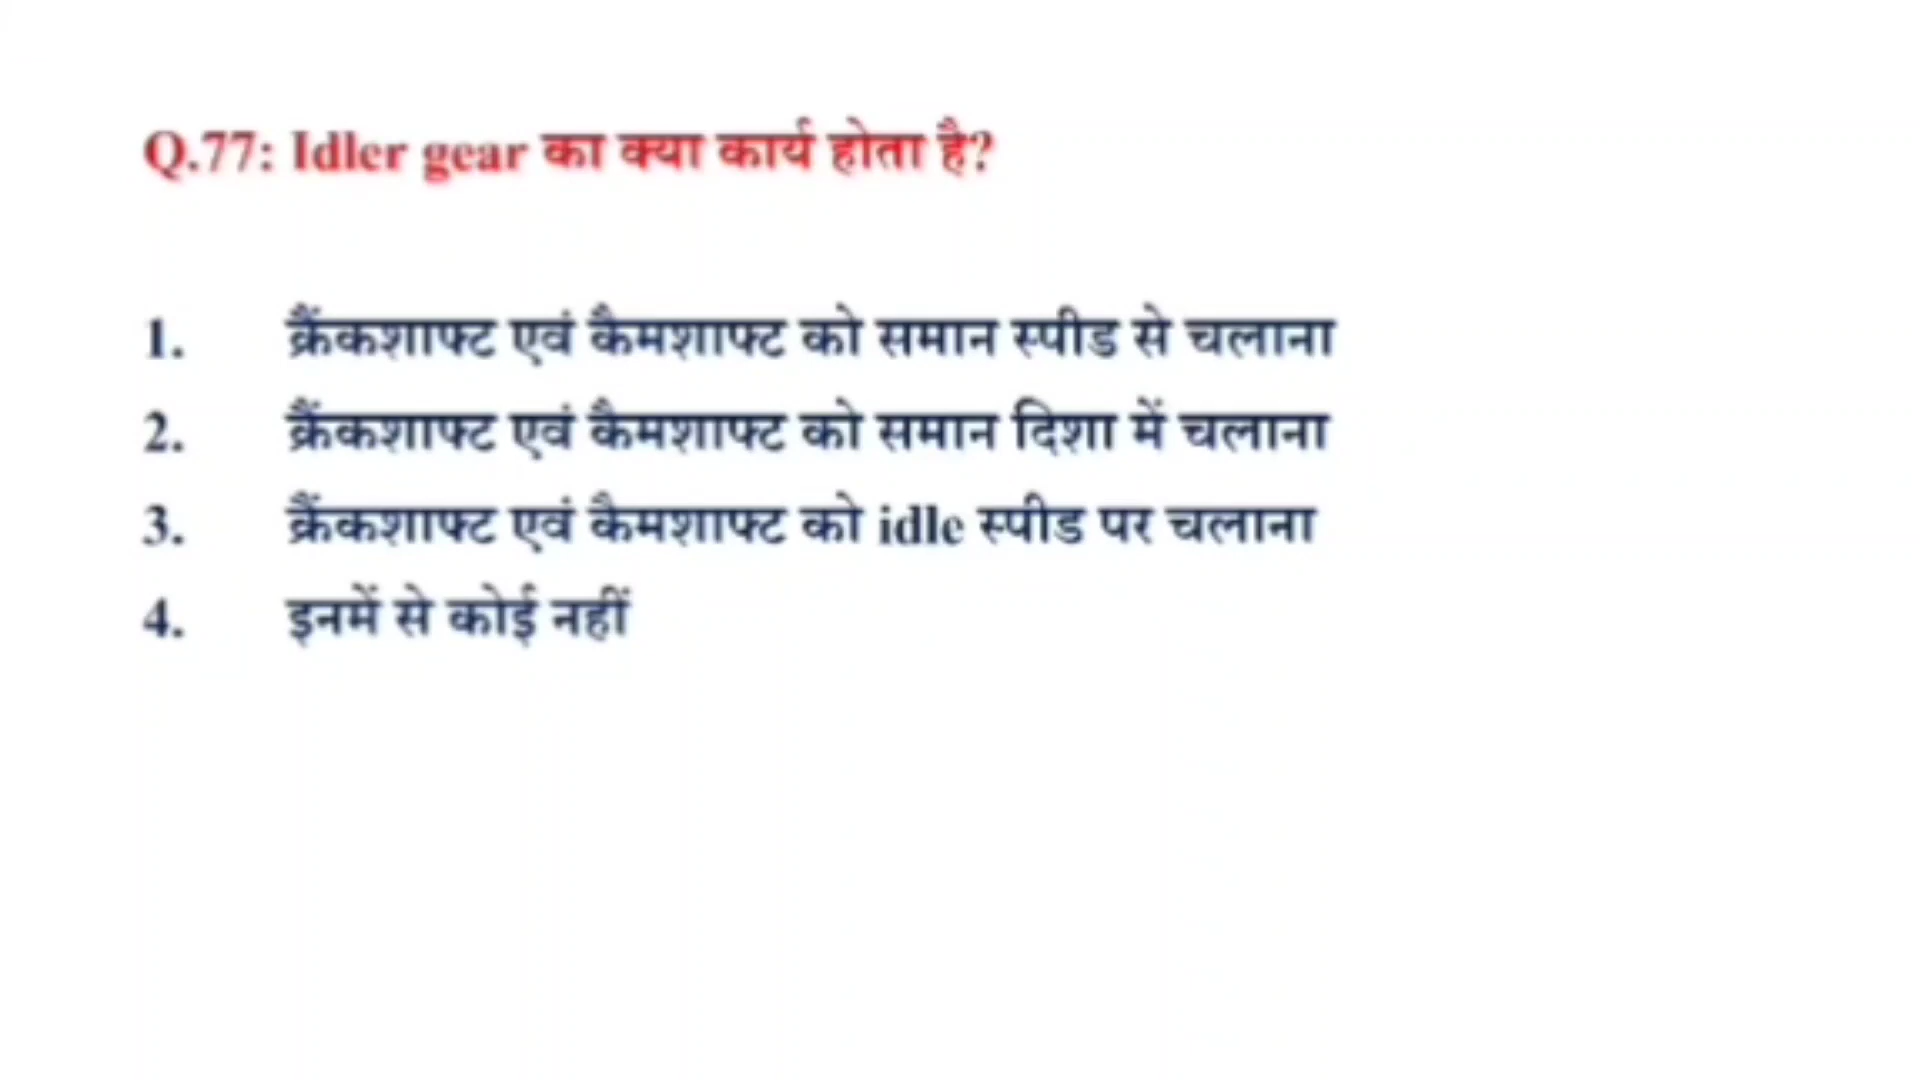 Q.77: Idler gear का क्या कार्य होता है?
1. क्रैंकशाफ्ट एवं कैमशाफ्ट को समान स्पीड से चलाना
2. क्रैंकशाफ्ट एवं कैमशाफ्ट को समान दिशा में चलाना
3. क्रैंकशाफ्ट एवं कैमशाफ्ट को idle स्पीड पर चलाना
4. इनमें से कोई नहीं